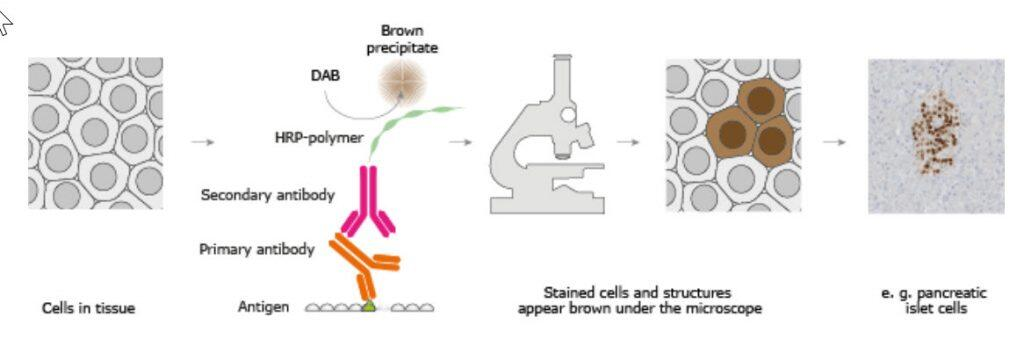 Brown
precipitate
DAB
HRP-polymer
Secondary antibody
Primary antibody
Antigen
Cells in tissue
Stained cells and structures
appear brown under the microscope
e. g. pancreatic
islet cells